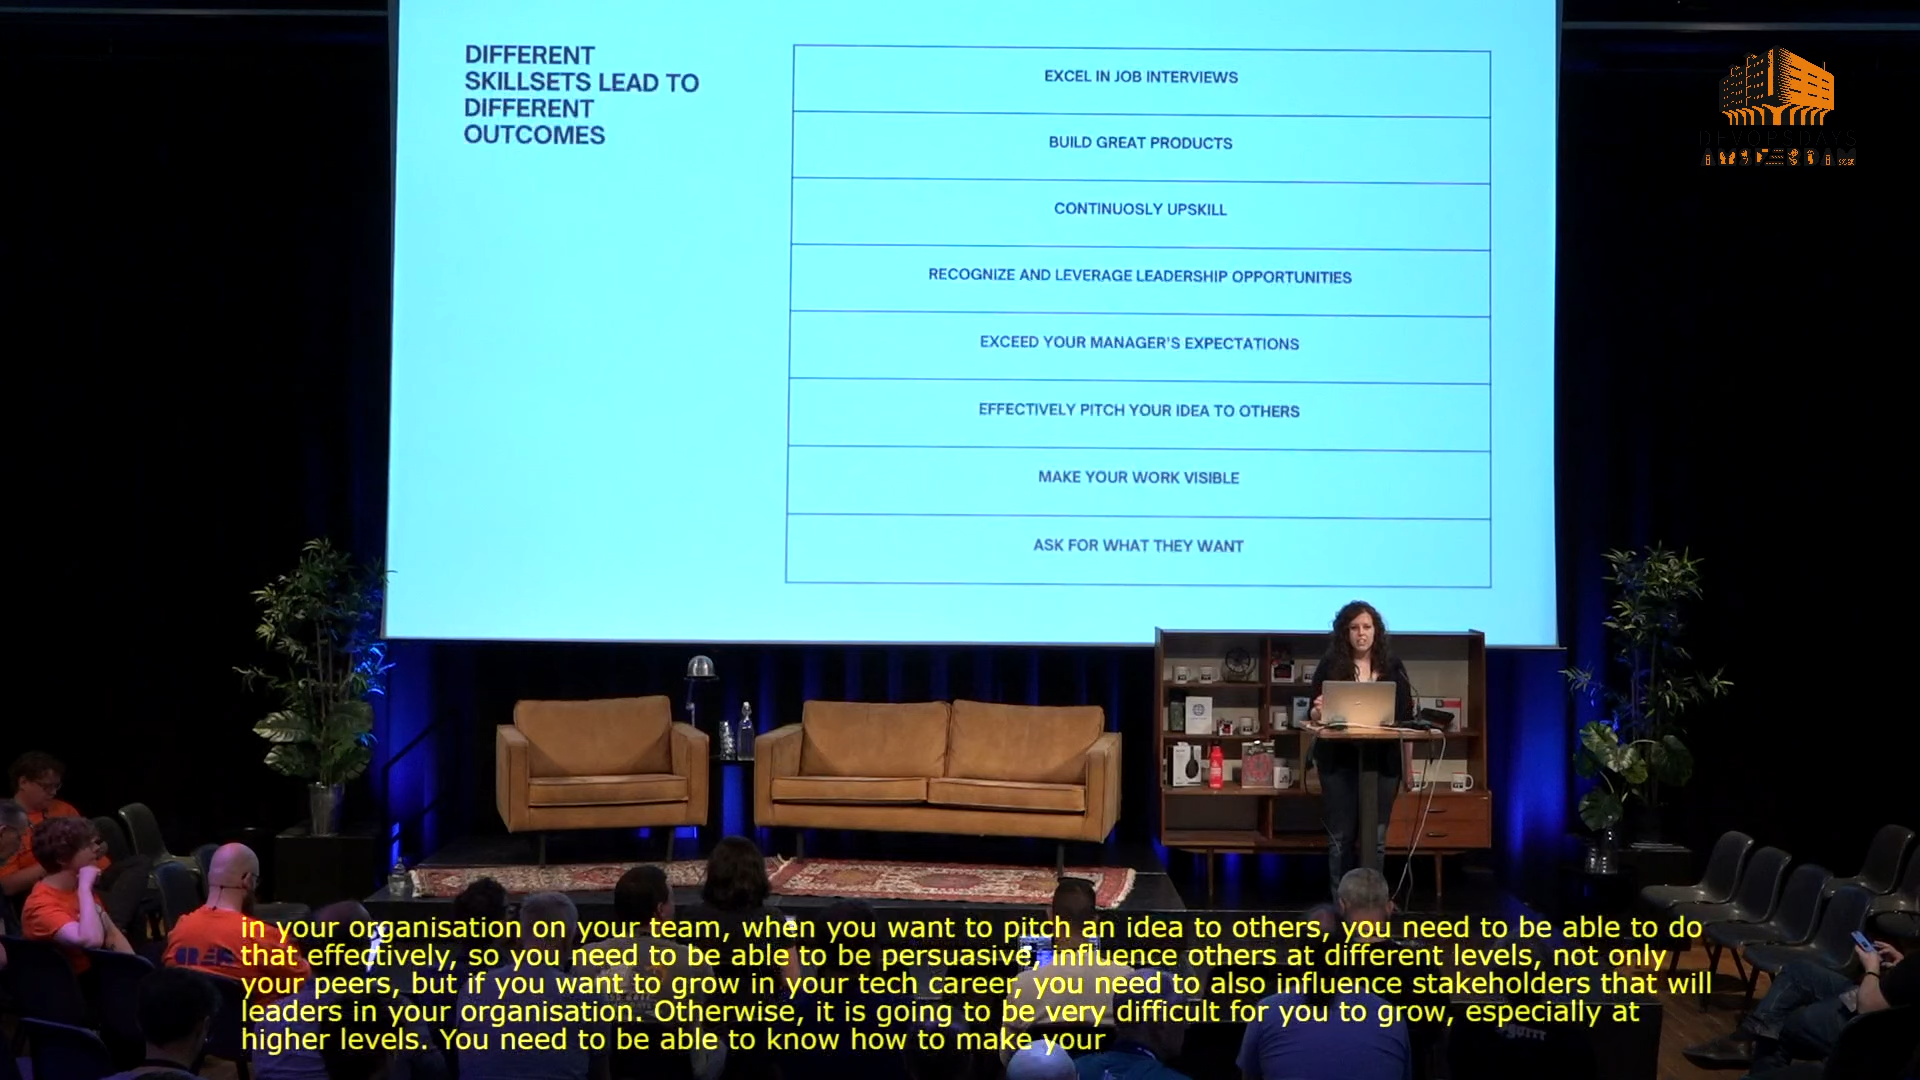 DIFFERENT
SKILLSETS LEAD TO
DIFFERENT
OUTCOMES
EXCEL IN JOB INTERVIEWS
BUILD GREAT PRODUCTS
CONTINUOSLY UPSKILL
RECOGNIZE AND LEVERAGE LEADERSHIP OPPORTUNITIES
EXCEED YOUR MANAGER'S EXPECTATIONS
EFFECTIVELY PITCH YOUR IDEA TO OTHERS
MAKE YOUR WORK VISIBLE
ASK FOR WHAT THEY WANT
DEVOPSDAYS
AMSTERDAM
in your organisation on your team, when you want to pitch an idea to others, you need to be able to do
that effectively, so you need to be able to be persuasive, influence others at different levels, not only
your peers, but if you want to grow in your tech career, you need to also influence stakeholders that will
leaders in your organisation. Otherwise, it is going to be very difficult for you to grow, especially at
higher levels. You need to be able to know how to make your